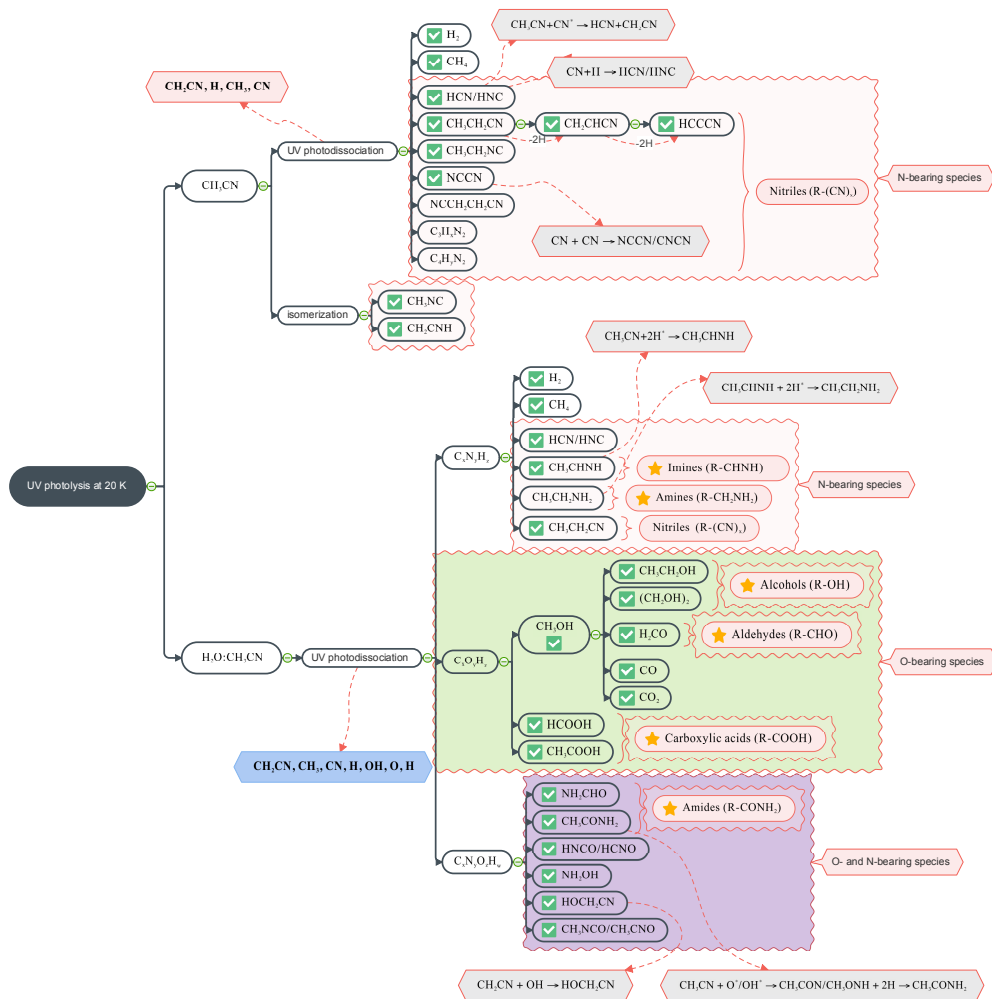 CH₃CN+CN* → HCN+CH₂CN
H₂
CH₄
CN+H → HCN/HNC
CH₂CN, H, CH₃, CN
HCN/HNC
CH₃CH₂CN
CH₂CHCN
HCCCN
-2H
-2H
UV photodissociation
CH₃CH₂NC
NCCN
CH₃CN
N-bearing species
Nitriles (R-(CN)ₓ)
NCCH₂CH₂CN
C₃HₓN₂
CN + CN → NCCN/CNCN
C₄HᵧN₂
CH₃NC
isomerization
CH₂CNH
CH₃CN+2H* → CH₃CHNH
H₂
CH₃CHNH + 2H* → CH₃CH₂NH₂
CH₄
HCN/HNC
CₓNᵧH_z
CH₃CHNH
Imines (R-CHNH)
UV photolysis at 20 K
N-bearing species
CH₃CH₂NH₂
Amines (R-CH₂NH₂)
CH₃CH₂CN
Nitriles (R-(CN)ₓ)
CH₃CH₂OH
Alcohols (R-OH)
(CH₂OH)₂
CH₃OH
H₂CO
Aldehydes (R-CHO)
H₂O:CH₃CN
UV photodissociation
CₓOᵧH_z
O-bearing species
CO
CO₂
HCOOH
Carboxylic acids (R-COOH)
CH₃COOH
CH₂CN, CH₃, CN, H, OH, O, H
NH₂CHO
Amides (R-CONH₂)
CH₃CONH₂
HNCO/HCNO
CₓNᵧO_zH_w
O- and N-bearing species
NH₂OH
HOCH₂CN
CH₃NCO/CH₃CNO
CH₂CN + OH → HOCH₂CN
CH₃CN + O*/OH* → CH₃CON/CH₃ONH + 2H → CH₃CONH₂